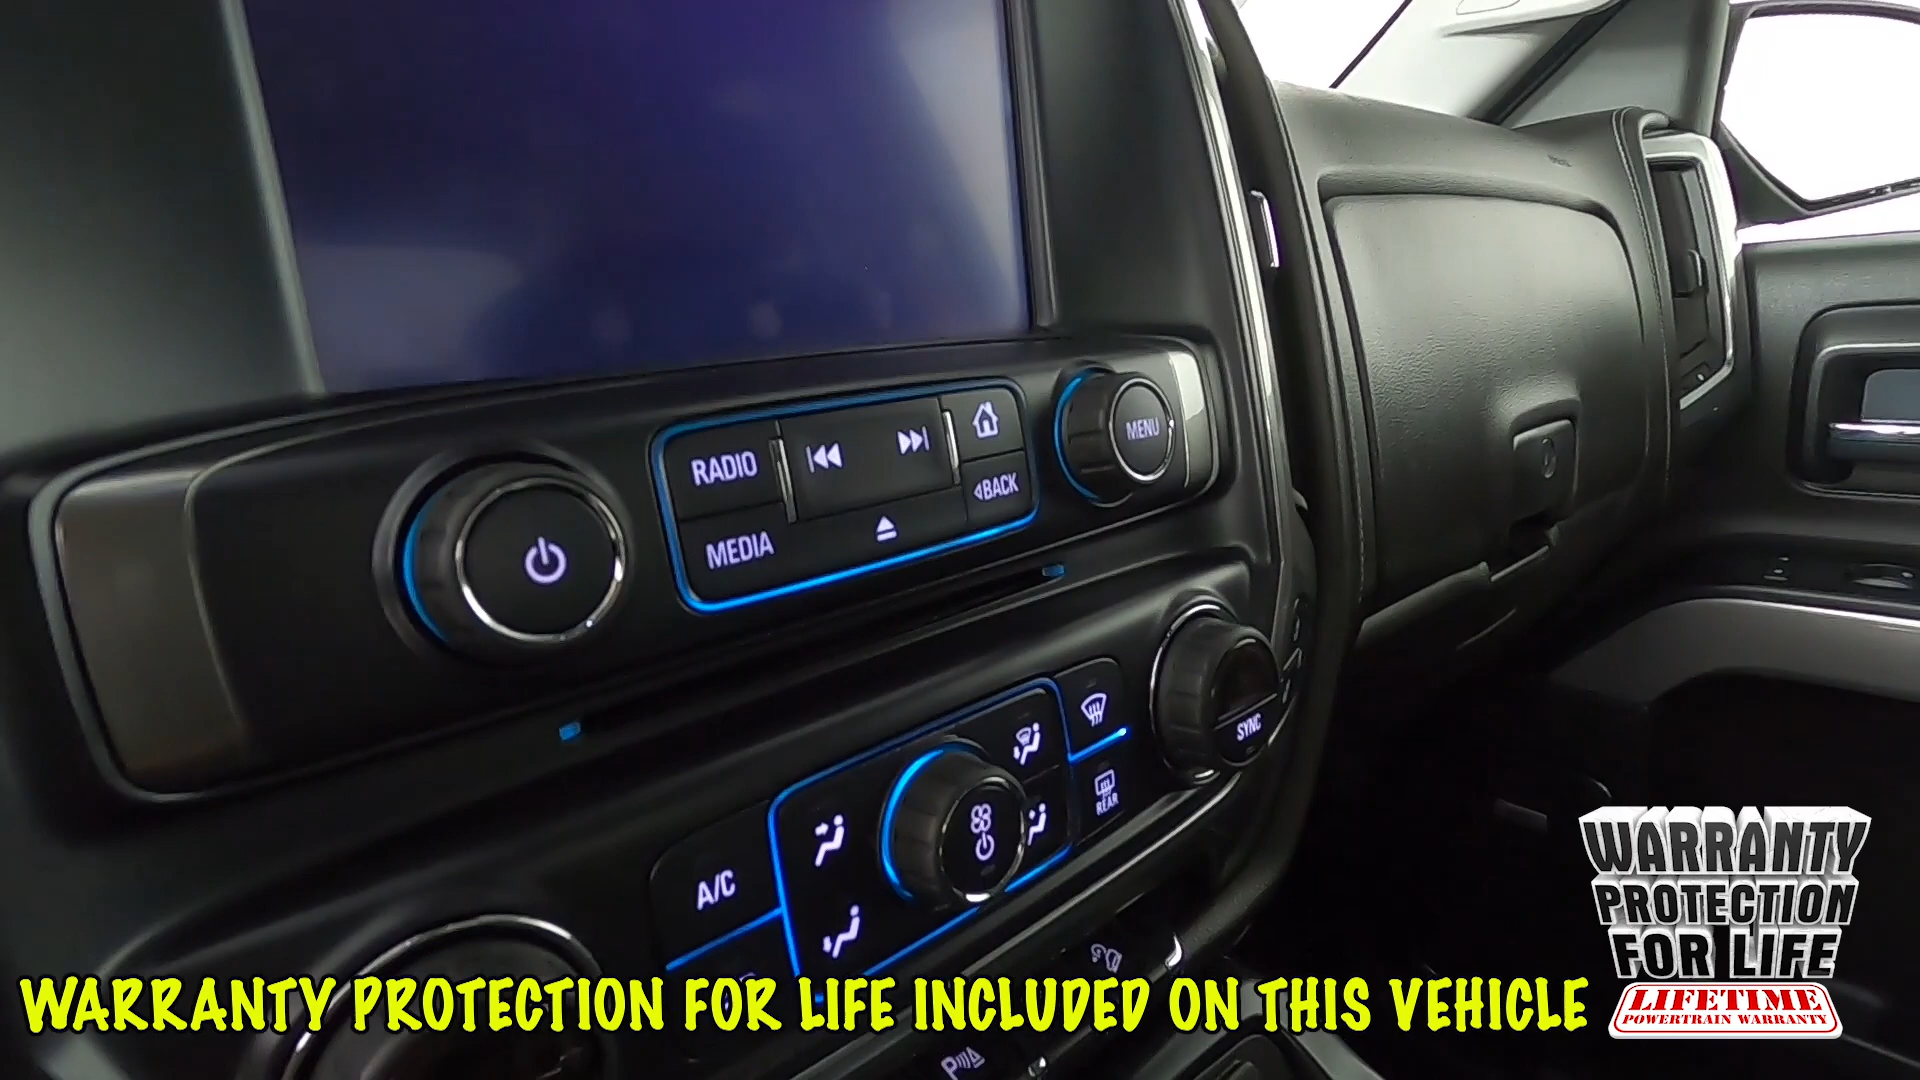 RADIO
MENU
BACK
MEDIA
SYNC
REAR
A/C
P
WARRANTY PROTECTION FOR LIFE INCLUDED ON THIS VEHICLE
WARRANTY
PROTECTION
FOR LIFE
LIFETIME
POWERTRAIN WARRANTY